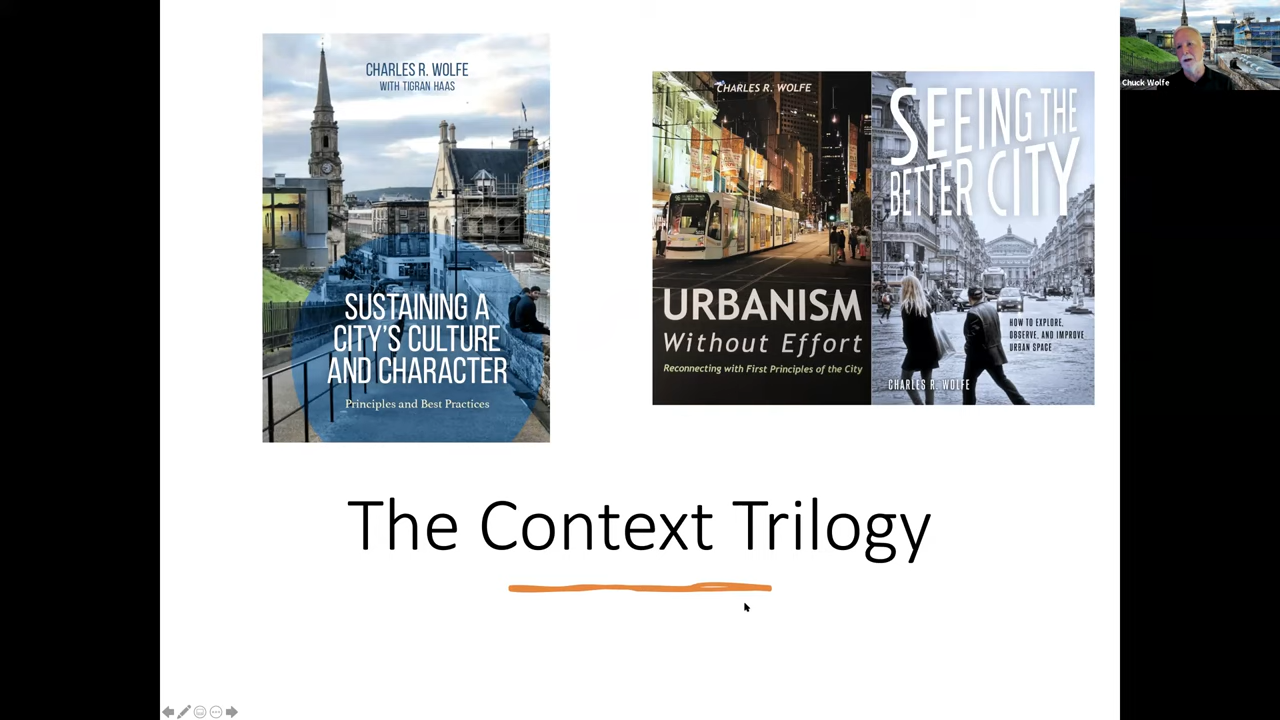 CHARLES R. WOLFE
WITH TIGRAN HAAS
SUSTAINING A
CITY'S CULTURE
AND CHARACTER
Principles and Best Practices
CHARLES R. WOLFE
URBANISM
Without Effort
Reconnecting with First Principles of the City
SEEING THE
BETTER CITY
HOW TO EXPLORE,
OBSERVE, AND IMPROVE
URBAN SPACE
CHARLES R. WOLFE
The Context Trilogy
Chuck Wolfe